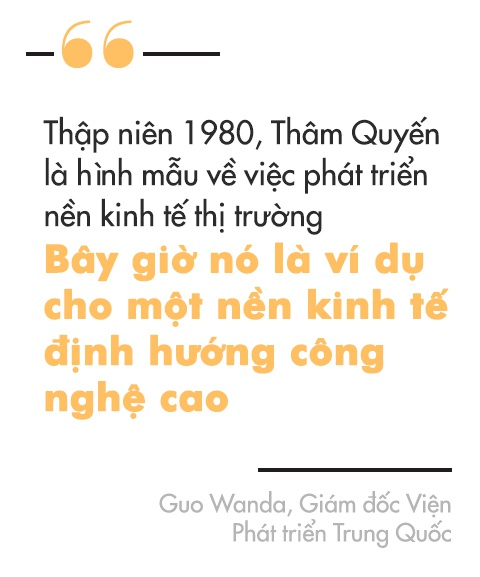 “
Thập niên 1980, Thâm Quyến
là hình mẫu về việc phát triển
nền kinh tế thị trường
Bây giờ nó là ví dụ
cho một nền kinh tế
định hướng công
nghệ cao
Guo Wanda, Giám đốc Viện
Phát triển Trung Quốc